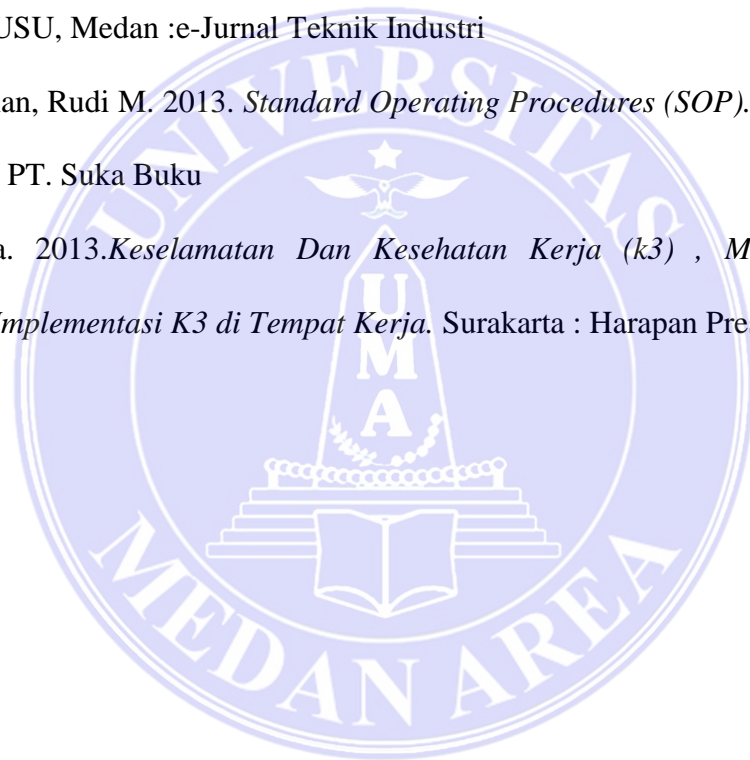 USU, Medan :e-Jurnal Teknik Industri
an, Rudi M. 2013. Standard Operating Procedures (SOP).
PT. Suka Buku
a. 2013.Keselamatan Dan Kesehatan Kerja (k3) , M
Implementasi K3 di Tempat Kerja. Surakarta : Harapan Pre
UNIVERSITAS
UMA
MEDAN AREA